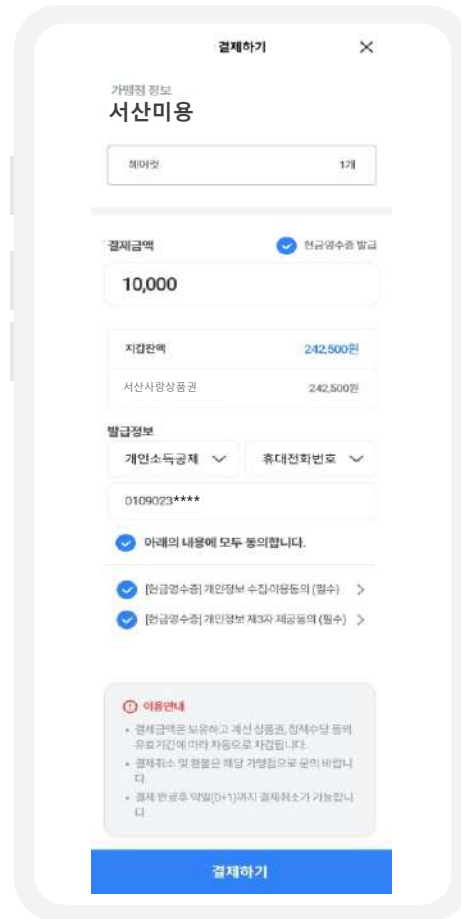 결제하기
가맹점 정보
서산미용
헤어컷 1개
결제금액 현금영수증 발급
10,000
지갑잔액 242,500원
서산사랑상품권 242,500원
발급정보
개인소득공제 휴대전화번호
0109023****
아래의 내용에 모두 동의합니다.
[현금영수증] 개인정보 수집·이용동의 (필수)
[현금영수증] 개인정보 제3자 제공동의 (필수)
이용안내
• 결제금액은 보유하고 계신 상품권, 정책수당 등의
유효기간에 따라 자동으로 차감됩니다.
• 결제취소 및 환불은 해당 가맹점으로 문의 바랍니
다.
• 결제 완료후 익일(D+1)까지 결제취소가 가능합니
다.
결제하기